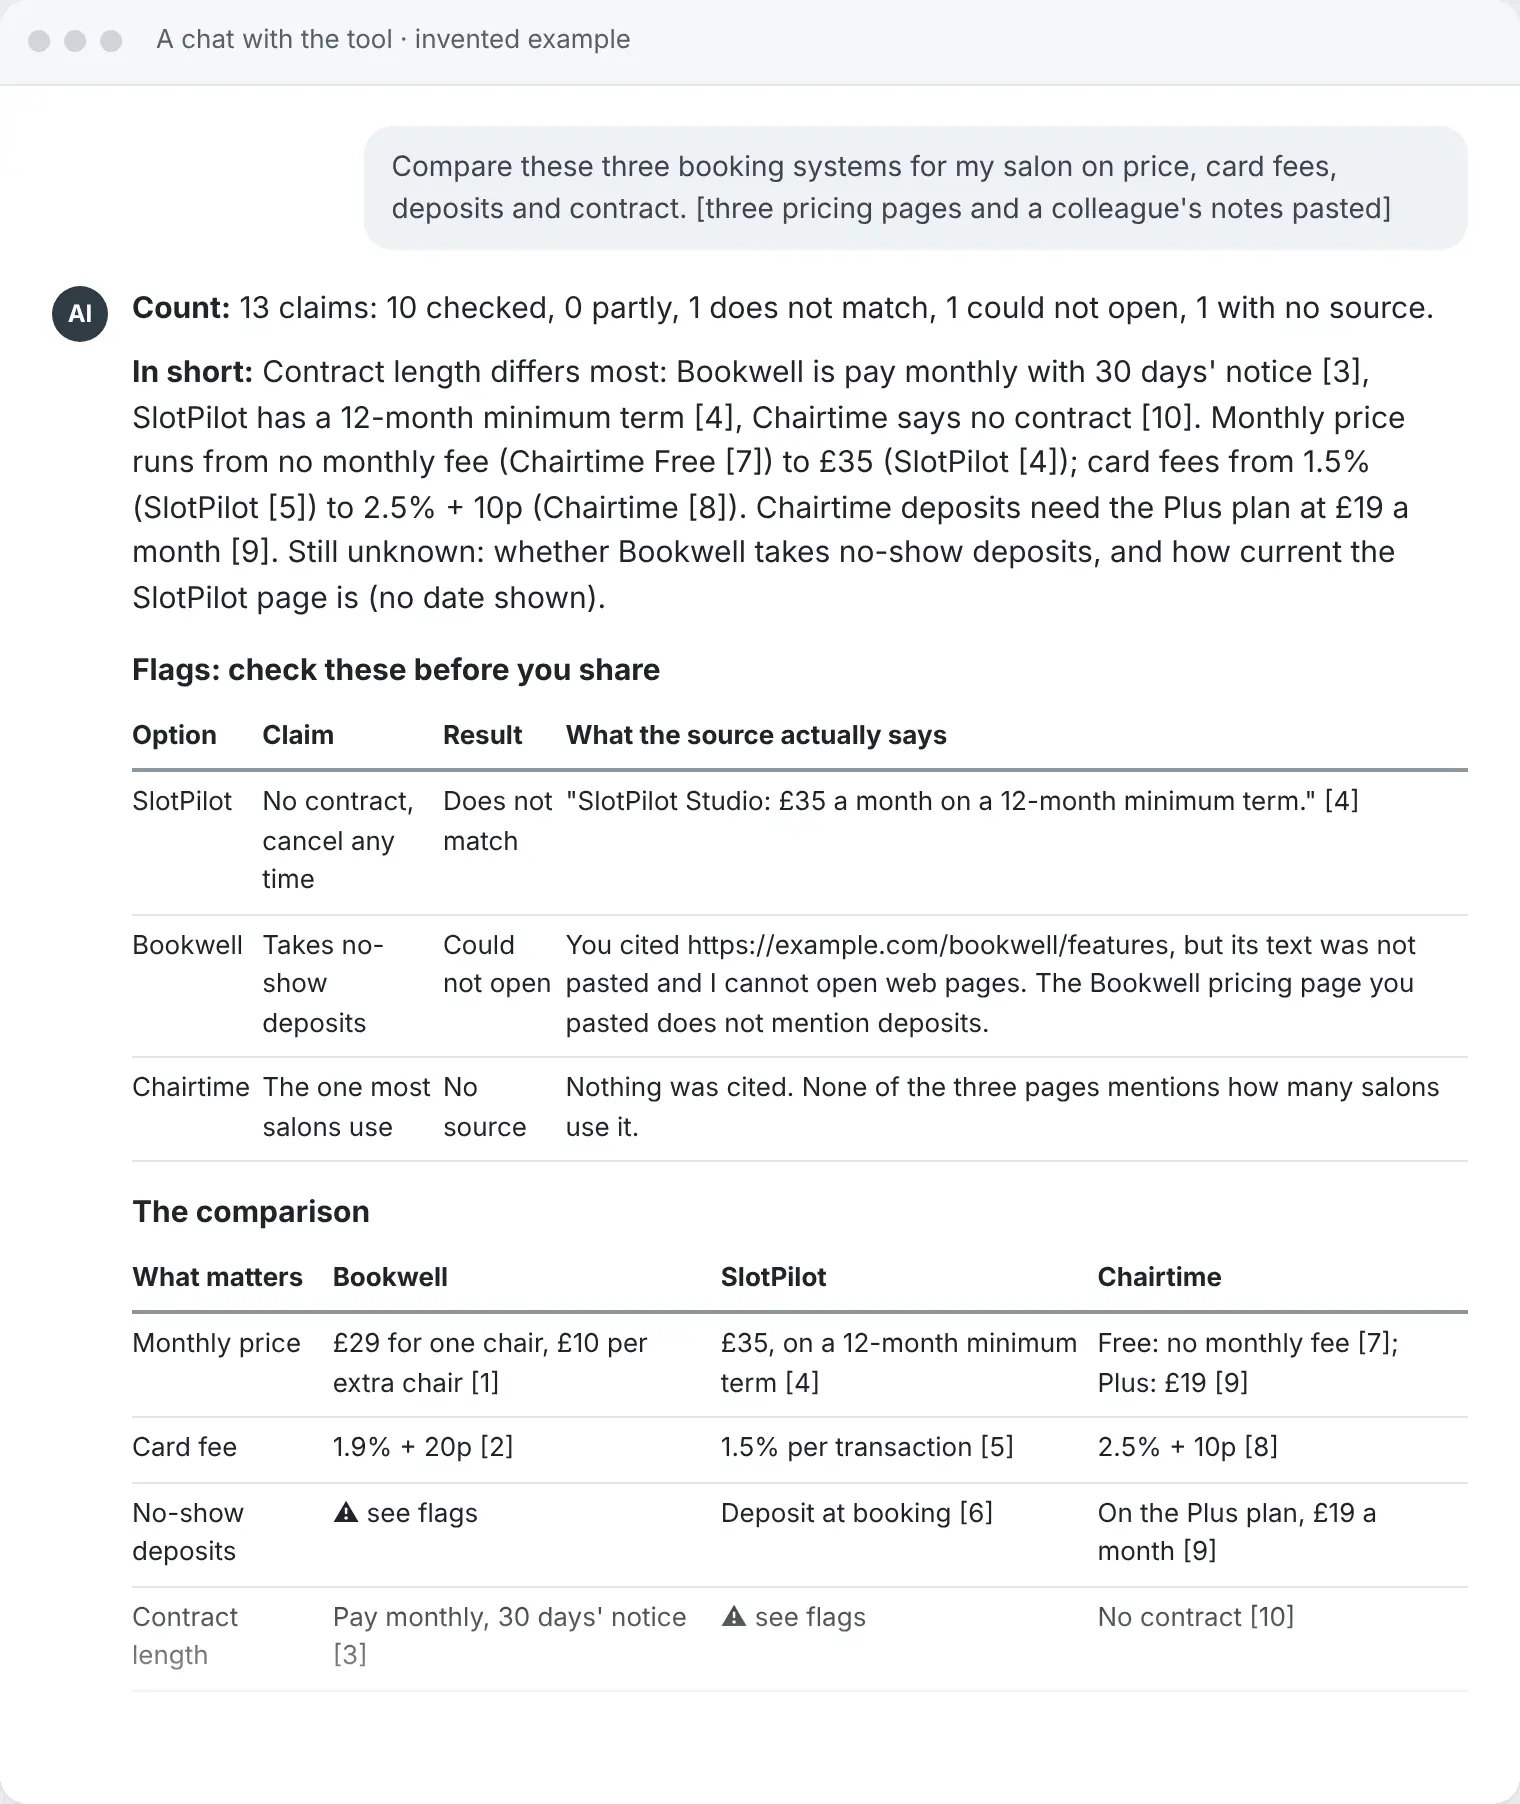 A chat with the tool · invented example
Compare these three booking systems for my salon on price, card fees,
deposits and contract. [three pricing pages and a colleague's notes pasted]
AI
Count: 13 claims: 10 checked, 0 partly, 1 does not match, 1 could not open, 1 with no source.
In short: Contract length differs most: Bookwell is pay monthly with 30 days' notice [3],
SlotPilot has a 12-month minimum term [4], Chairtime says no contract [10]. Monthly price
runs from no monthly fee (Chairtime Free [7]) to £35 (SlotPilot [4]); card fees from 1.5%
(SlotPilot [5]) to 2.5% + 10p (Chairtime [8]). Chairtime deposits need the Plus plan at £19 a
month [9]. Still unknown: whether Bookwell takes no-show deposits, and how current the
SlotPilot page is (no date shown).
Flags: check these before you share
Option Claim Result What the source actually says
SlotPilot No contract, Does not "SlotPilot Studio: £35 a month on a 12-month minimum term." [4]
cancel any match
time
Bookwell Takes no- Could You cited https://example.com/bookwell/features, but its text was not
show not open pasted and I cannot open web pages. The Bookwell pricing page you
deposits pasted does not mention deposits.
Chairtime The one most No Nothing was cited. None of the three pages mentions how many salons
salons use source use it.
The comparison
What matters Bookwell SlotPilot Chairtime
Monthly price £29 for one chair, £10 per £35, on a 12-month minimum Free: no monthly fee [7];
extra chair [1] term [4] Plus: £19 [9]
Card fee 1.9% + 20p [2] 1.5% per transaction [5] 2.5% + 10p [8]
No-show ⚠ see flags Deposit at booking [6] On the Plus plan, £19 a
deposits month [9]
Contract Pay monthly, 30 days' notice ⚠ see flags No contract [10]
length [3]